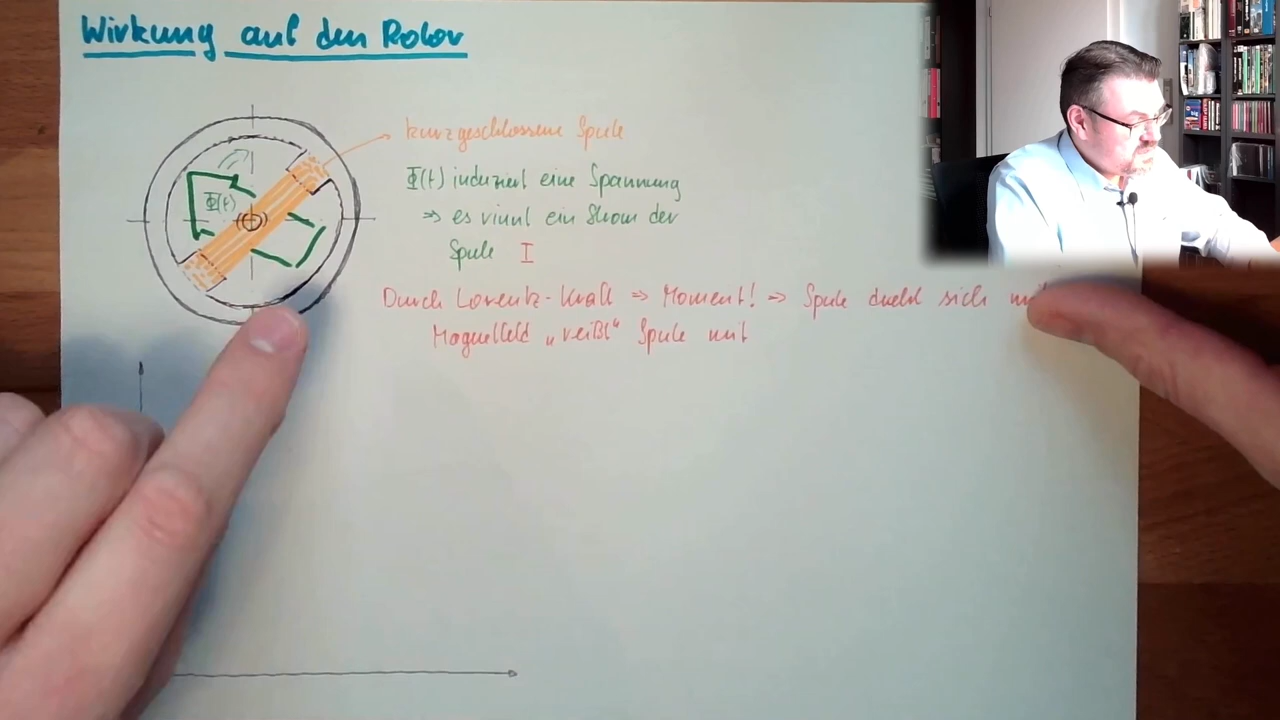 Wirkung auf den Rotor
kurzgeschlossene Spule
Φ(t) induziert eine Spannung
Φ(t)
⇒ es rinnt ein Strom der
Spule I
Durch Lorentz-Kraft ⇒ Moment! ⇒ Spule dreht sich
Magnetfeld „reißt“ Spule mit